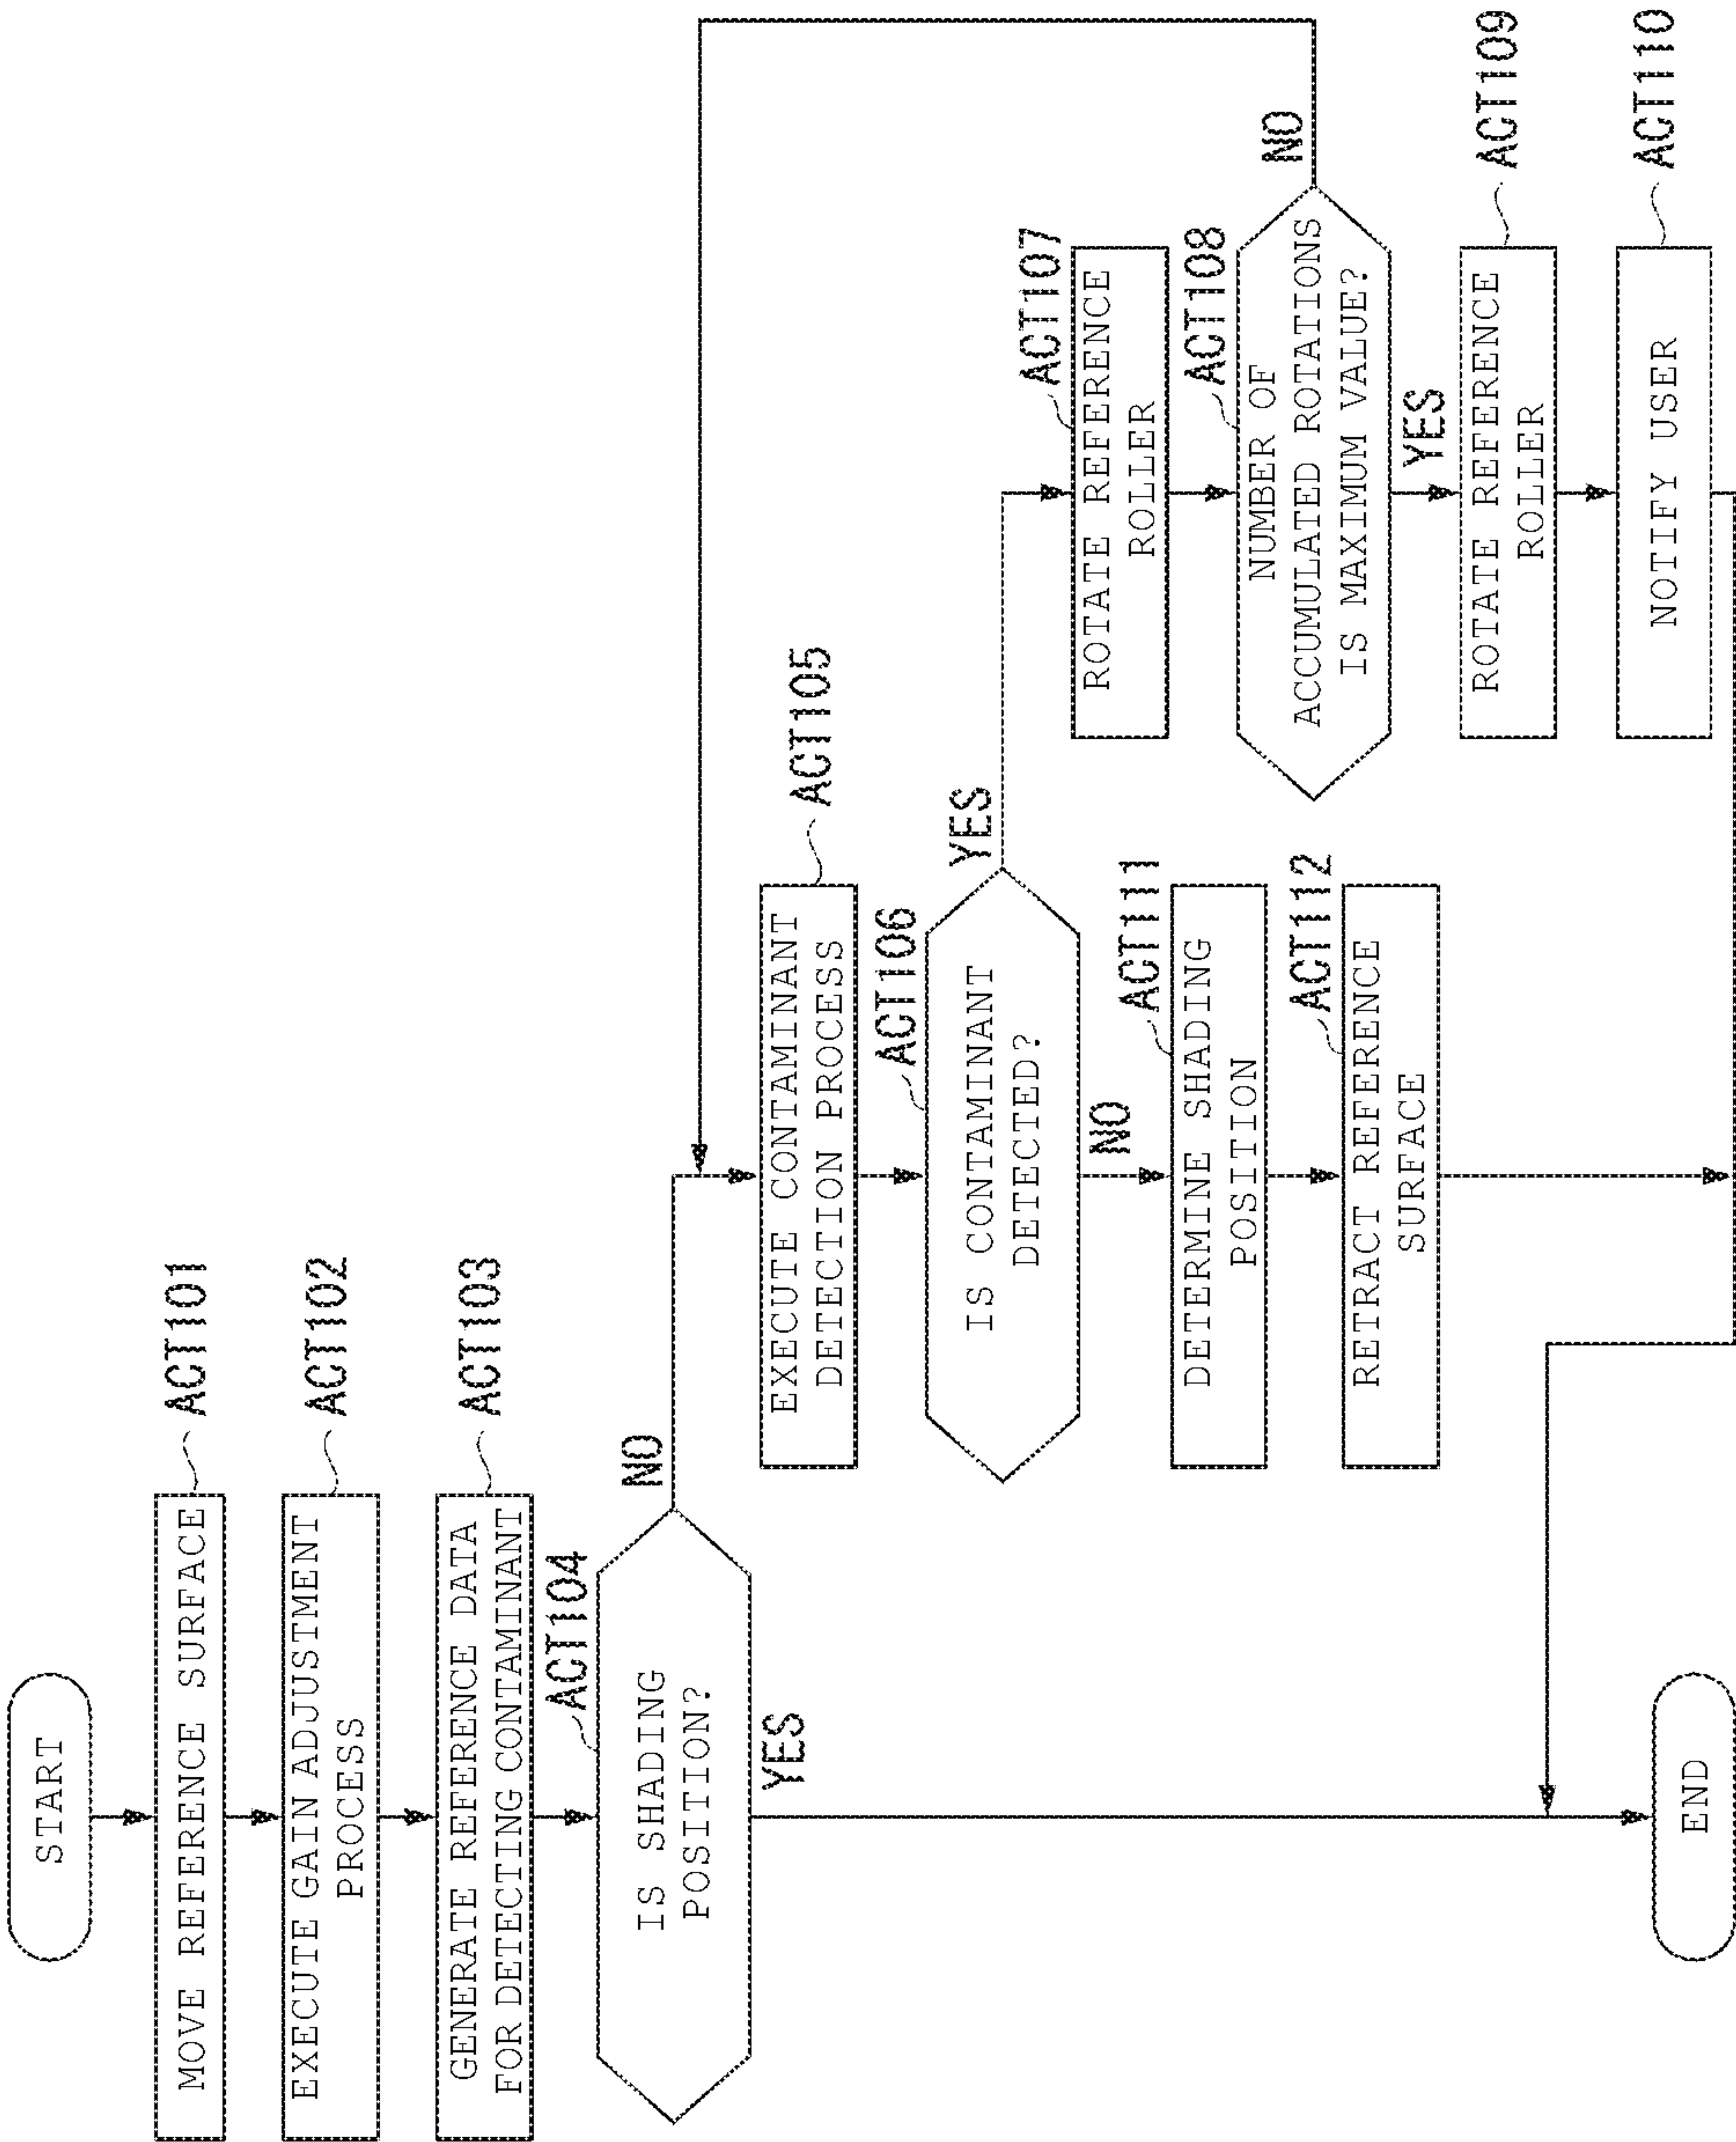 START
MOVE REFERENCE SURFACE
ACT101
EXECUTE GAIN ADJUSTMENT
PROCESS
ACT102
GENERATE REFERENCE DATA
FOR DETECTING CONTAMINANT
ACT103
ACT104
IS SHADING
POSITION?
NO
YES
EXECUTE CONTAMINANT
DETECTION PROCESS
ACT105
ACT106
IS CONTAMINANT
DETECTED?
YES
NO
ACT107
ROTATE REFERENCE
ROLLER
ACT108
NUMBER OF
ACCUMULATED ROTATIONS
IS MAXIMUM VALUE?
NO
YES
ROTATE REFERENCE
ROLLER
ACT109
NOTIFY USER
ACT110
ACT111
DETERMINE SHADING
POSITION
ACT112
RETRACT REFERENCE
SURFACE
END